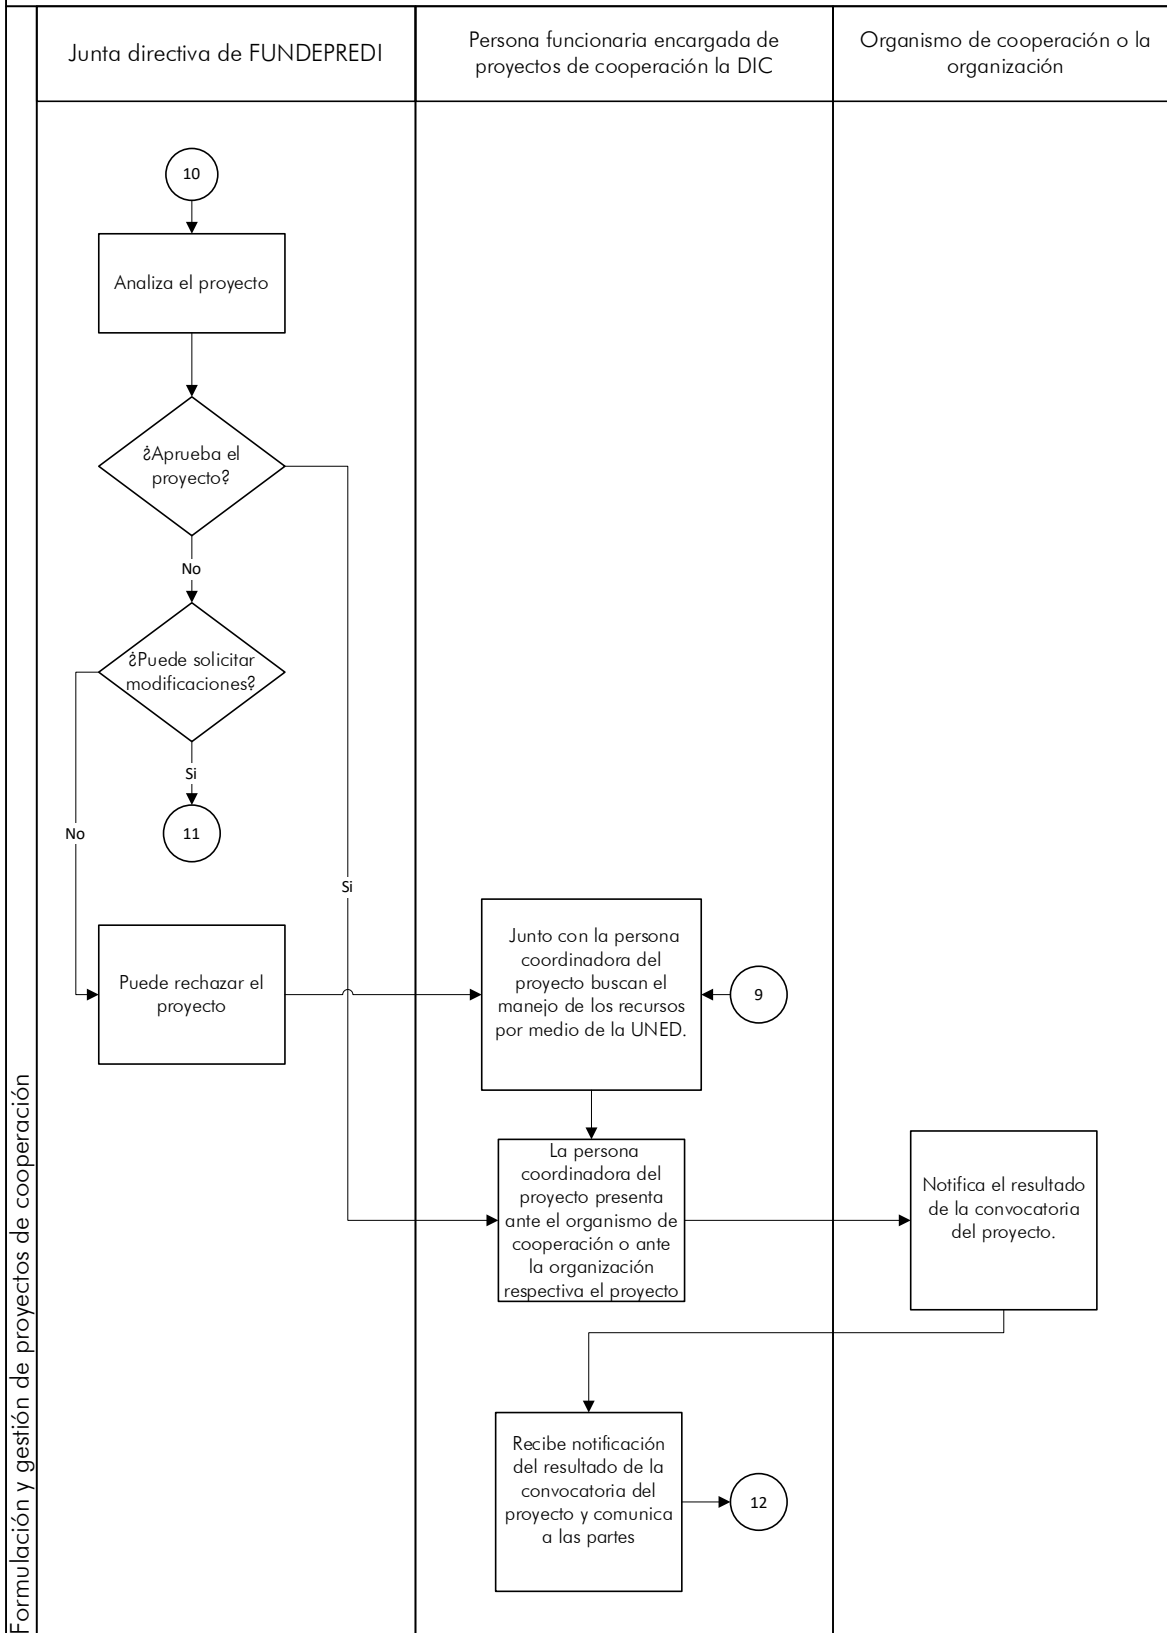 Junta directiva de FUNDEPREDI
Persona funcionaria encargada de
proyectos de cooperación la DIC
Organismo de cooperación o la
organización
10
Analiza el proyecto
¿Aprueba el
proyecto?
No
¿Puede solicitar
modificaciones?
Si
No
11
Si
Puede rechazar el
proyecto
Junto con la persona
coordinadora del
proyecto buscan el
manejo de los recursos
por medio de la UNED.
9
La persona
coordinadora del
proyecto presenta
ante el organismo de
cooperación o ante
la organización
respectiva el proyecto
Notifica el resultado
de la convocatoria
del proyecto.
Recibe notificación
del resultado de la
convocatoria del
proyecto y comunica
a las partes
12
Formulación y gestión de proyectos de cooperación